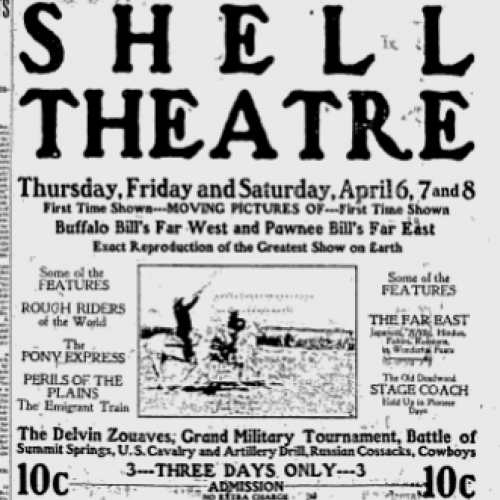 SHELL
THEATRE
Thursday, Friday and Saturday, April 6, 7 and 8
First Time Shown---MOVING PICTURES OF---First Time Shown
Buffalo Bill's Far West and Pawnee Bill's Far East
Exact Reproduction of the Greatest Show on Earth
Some of the
FEATURES
ROUGH RIDERS
of the World
The
PONY EXPRESS
PERILS OF THE
PLAINS
The Emigrant Train
Some of the
FEATURES
THE FAR EAST
Hindus,
in Wonderful Feats
The Old Deadwood
STAGE COACH
Hold Up in Pioneer
Days
The Delvin Zouaves, Grand Military Tournament, Battle of
Summit Springs, U.S. Cavalry and Artillery Drill, Russian Cossacks, Cowboys
10c 3---THREE DAYS ONLY---3 10c
ADMISSION
NO EXTRA CHARGE